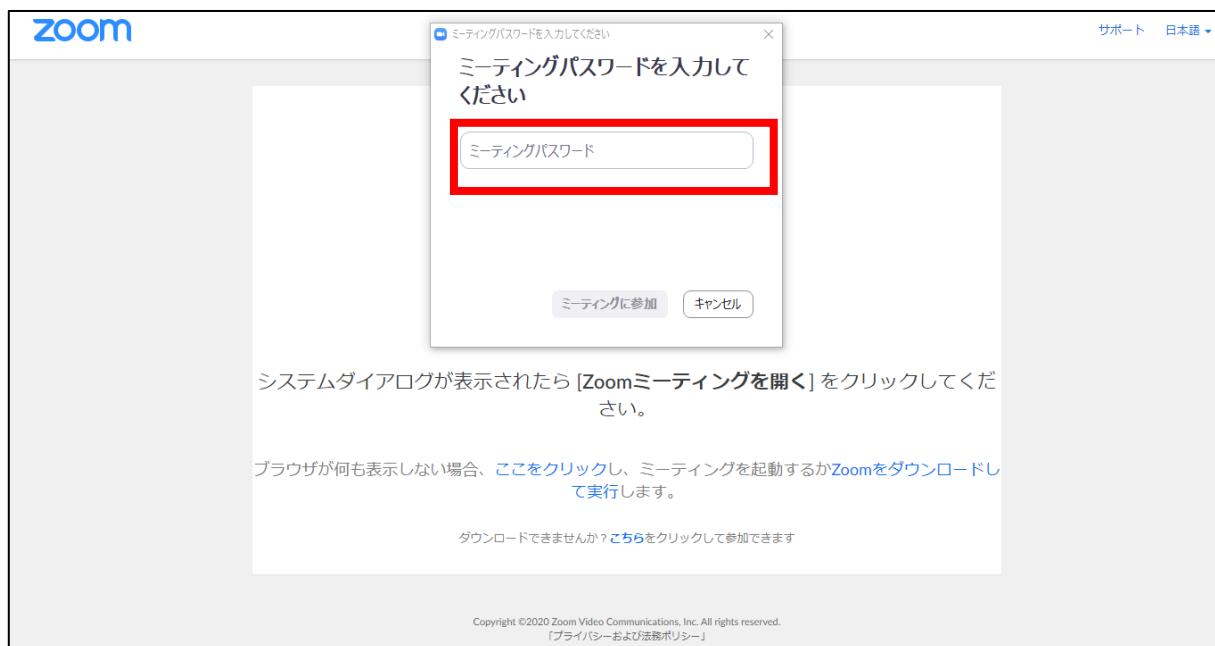 zoom
サポート 日本語
ミーティングパスワードを入力してください
ミーティングパスワードを入力して
ください
ミーティングパスワード
ミーティングに参加 キャンセル
システムダイアログが表示されたら [Zoomミーティングを開く] をクリックしてくだ
さい。
ブラウザが何も表示しない場合、ここをクリックし、ミーティングを起動するかZoomをダウンロードし
て実行します。
ダウンロードできませんか？こちらをクリックして参加できます
Copyright ©2020 Zoom Video Communications, Inc. All rights reserved.
「プライバシーおよび法務ポリシー」